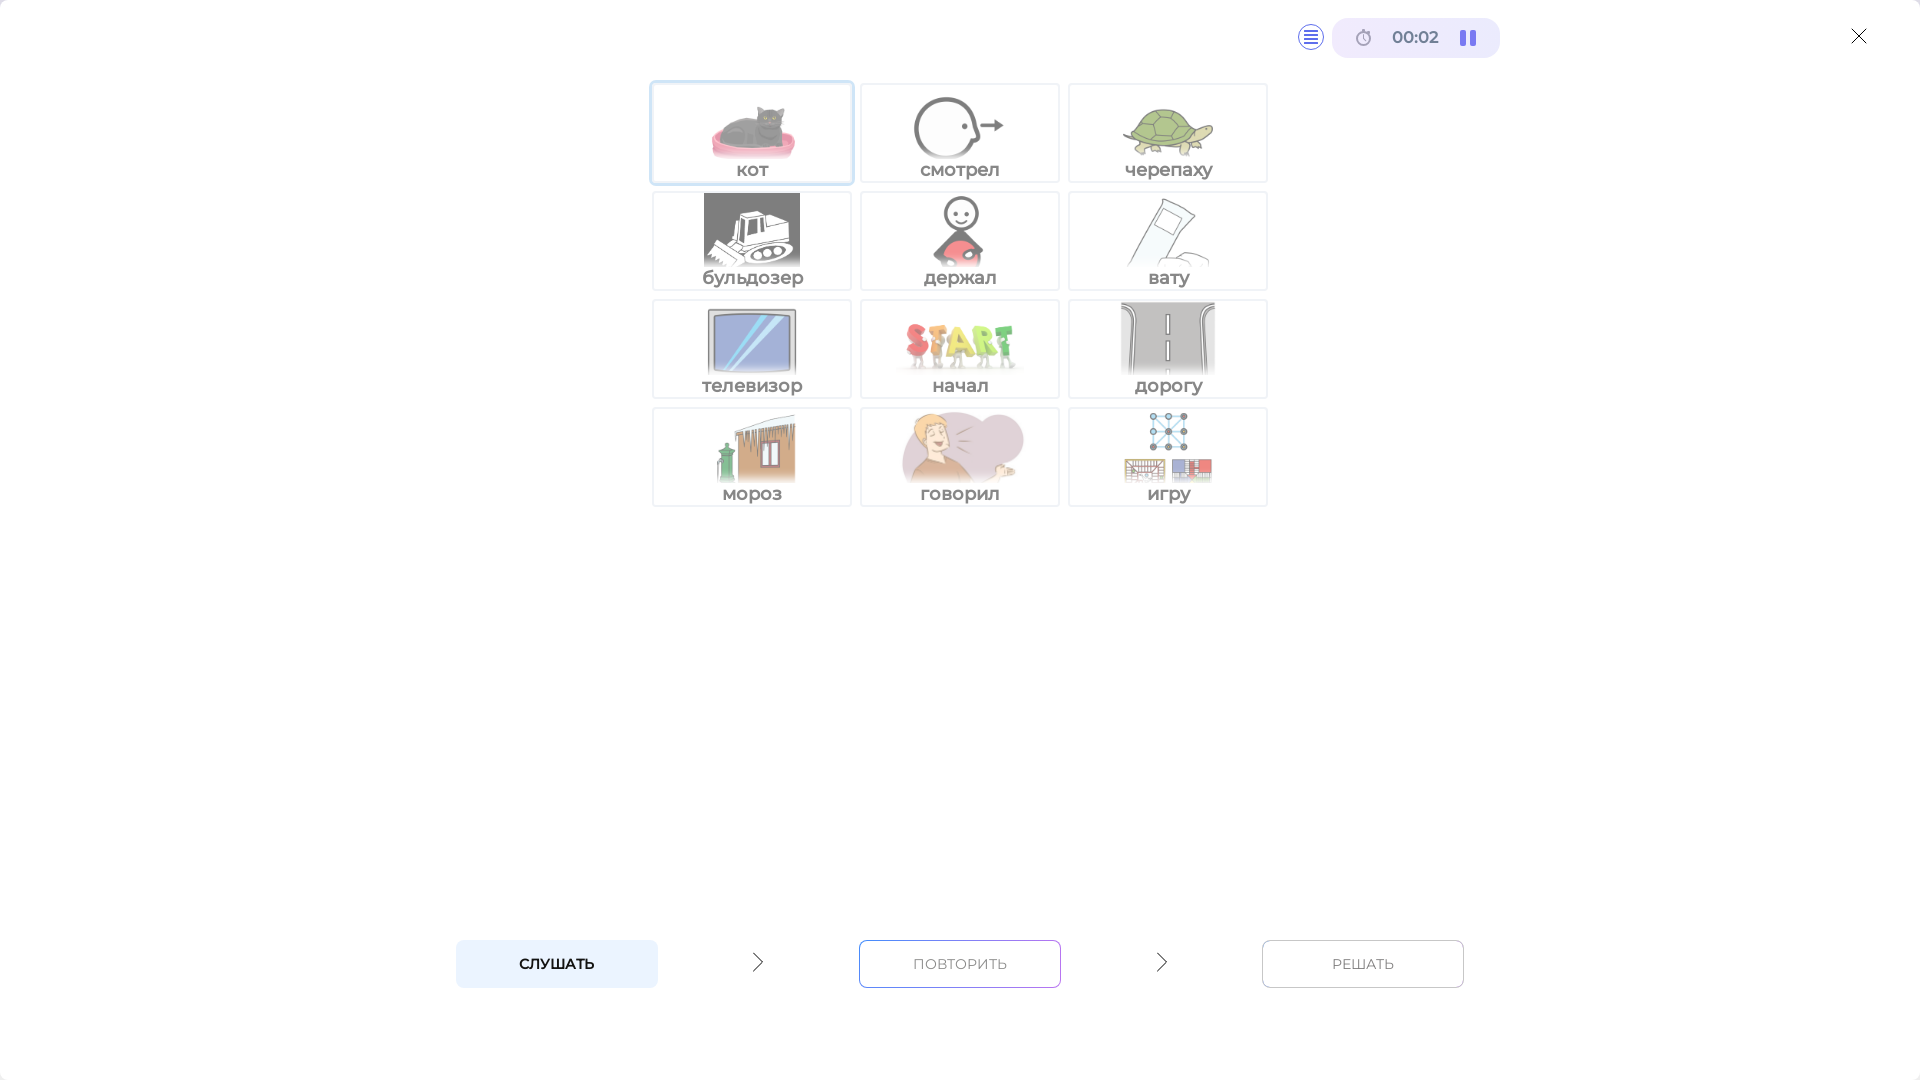 00:02
кот
смотрел
черепаху
бульдозер
держал
вату
телевизор
START
начал
дорогу
мороз
говорил
игру
СЛУШАТЬ
ПОВТОРИТЬ
РЕШАТЬ